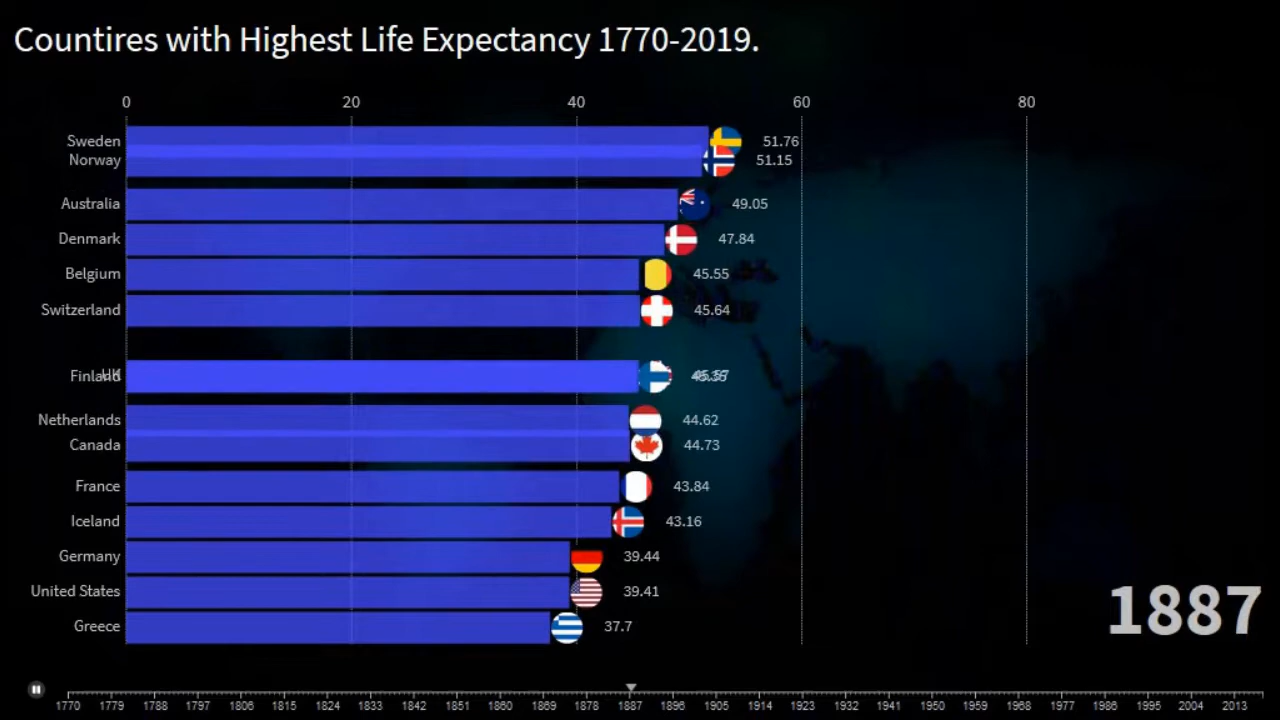 Countires with Highest Life Expectancy 1770-2019.
0 20 40 60 80
Sweden 51.76
Norway 51.15
Australia 49.05
Denmark 47.84
Belgium 45.55
Switzerland 45.64
Finland
Netherlands 44.62
Canada 44.73
France 43.84
Iceland 43.16
Germany 39.44
United States 39.41
Greece 37.7
1887
1770 1779 1788 1797 1806 1815 1824 1833 1842 1851 1860 1869 1878 1887 1896 1905 1914 1923 1932 1941 1950 1959 1968 1977 1986 1995 2004 2013